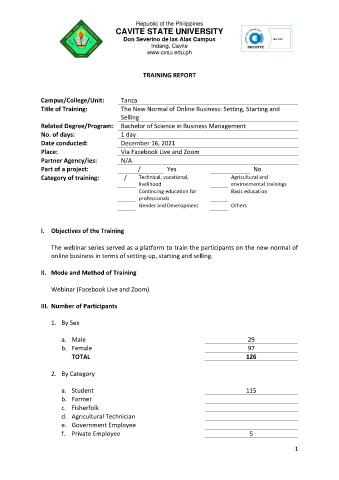 Republic of the Philippines
CAVITE STATE UNIVERSITY
Don Severino de las Alas Campus
Indang, Cavite
www.cvsu.edu.ph
SOCOTEC
TRAINING REPORT
Campus/College/Unit: Tanza
Title of Training: The New Normal of Online Business: Setting, Starting and
Selling
Related Degree/Program: Bachelor of Science in Business Management
No. of days: 1 day
Date conducted: December 16, 2021
Place: Via Facebook Live and Zoom
Partner Agency/ies: N/A
Part of a project: / Yes No
Category of training: / Technical, vocational, Agricultural and
livelihood environmental trainings
Continuing education for Basic education
professionals
Gender and Development Others
I. Objectives of the Training
The webinar series served as a platform to train the participants on the new normal of
online business in terms of setting-up, starting and selling.
II. Mode and Method of Training
Webinar (Facebook Live and Zoom)
III. Number of Participants
1. By Sex
a. Male 29
b. Female 97
TOTAL 126
2. By Category
a. Student 115
b. Farmer
c. Fisherfolk
d. Agricultural Technician
e. Government Employee
f. Private Employee 5
1